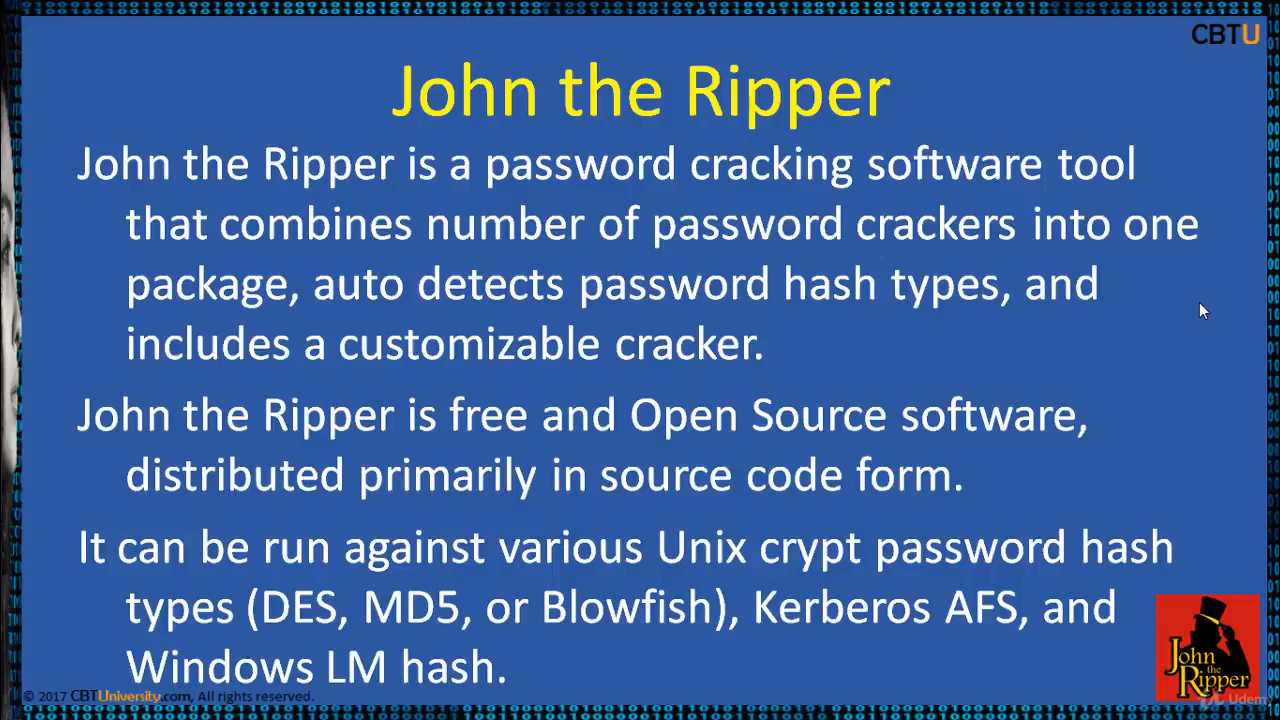 CBTU
John the Ripper
John the Ripper is a password cracking software tool
that combines number of password crackers into one
package, auto detects password hash types, and
includes a customizable cracker.
John the Ripper is free and Open Source software,
distributed primarily in source code form.
It can be run against various Unix crypt password hash
types (DES, MD5, or Blowfish), Kerberos AFS, and
Windows LM hash.
John
the
Ripper
© 2017 CBTUniversity.com, All rights reserved.
Udemy